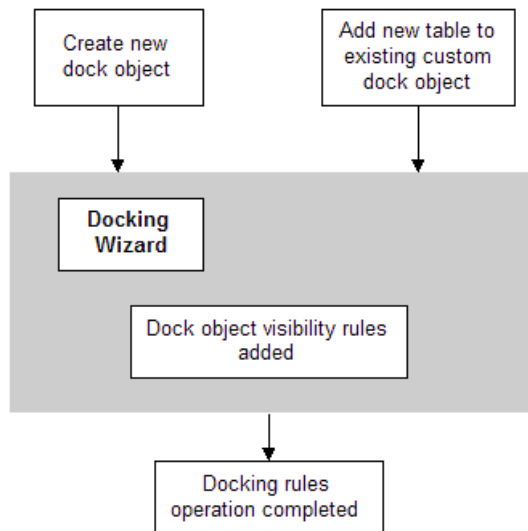 Create new
dock object
Add new table to
existing custom
dock object
Docking
Wizard
Dock object visibility rules
added
Docking rules
operation completed